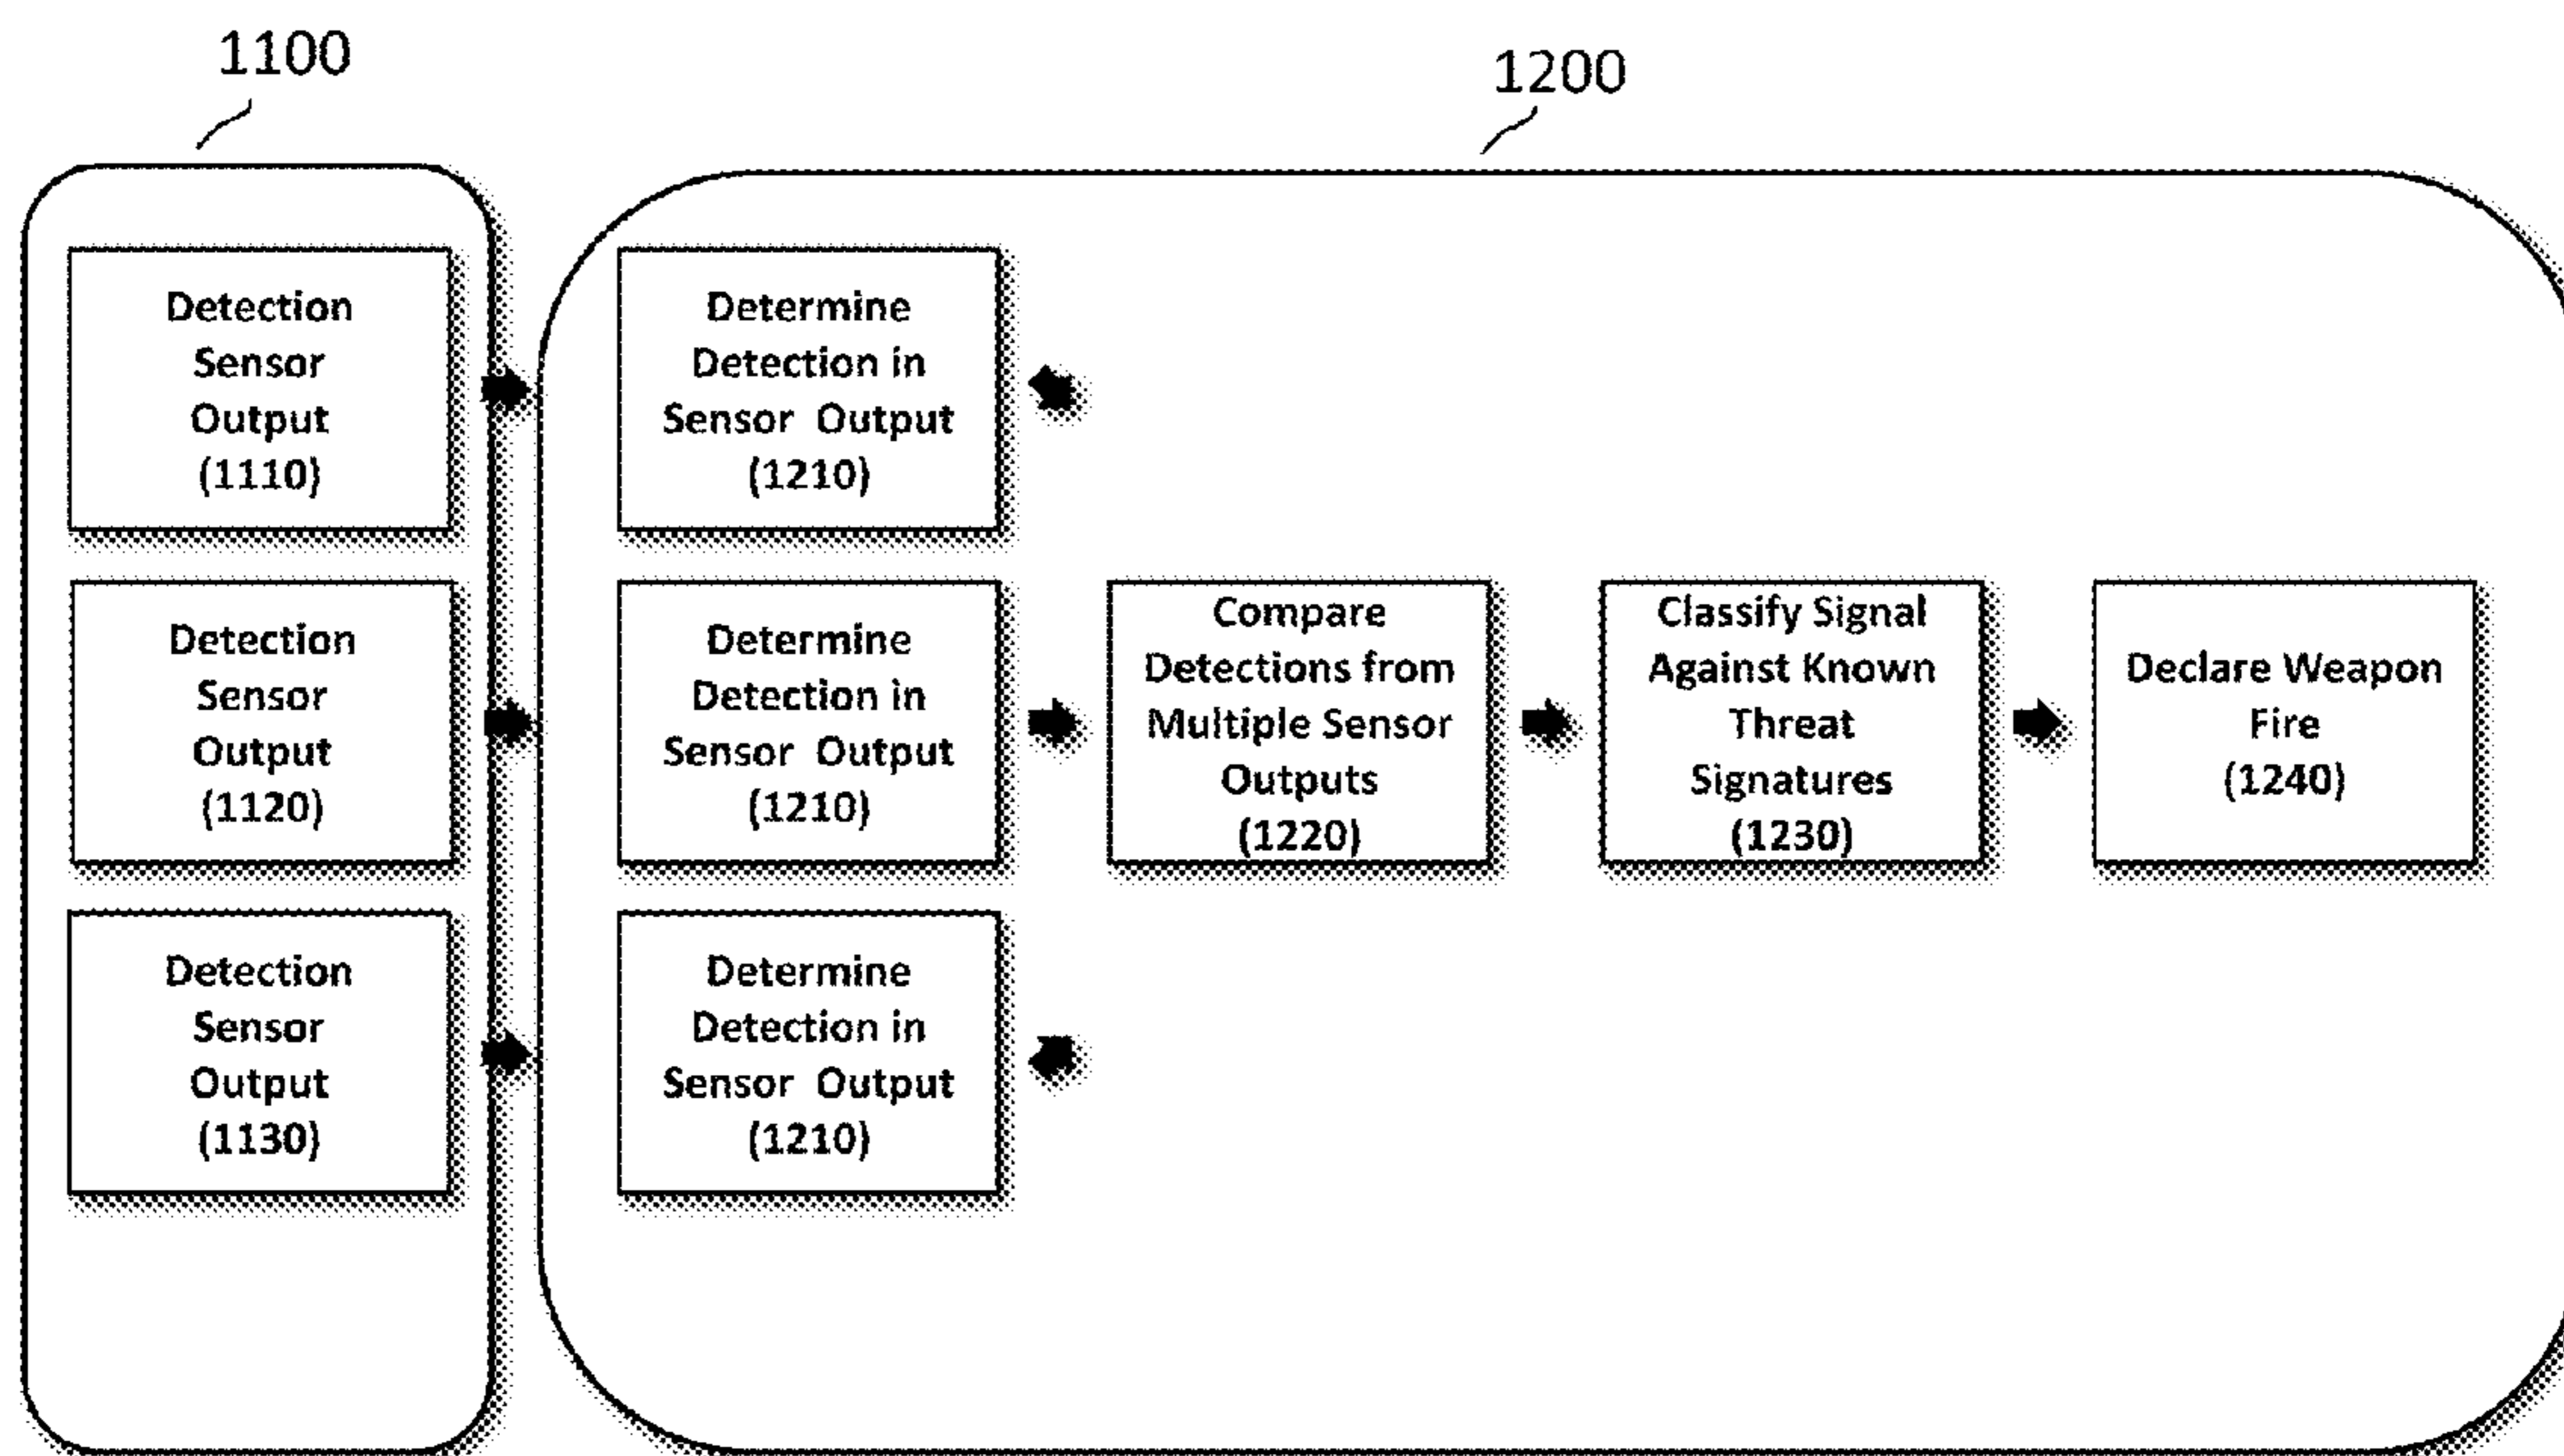 1100
1200
Detection
Sensor
Output
(1110)
Determine
Detection in
Sensor Output
(1210)
Detection
Sensor
Output
(1120)
Determine
Detection in
Sensor Output
(1210)
Compare
Detections from
Multiple Sensor
Outputs
(1220)
Classify Signal
Against Known
Threat
Signatures
(1230)
Declare Weapon
Fire
(1240)
Detection
Sensor
Output
(1130)
Determine
Detection in
Sensor Output
(1210)